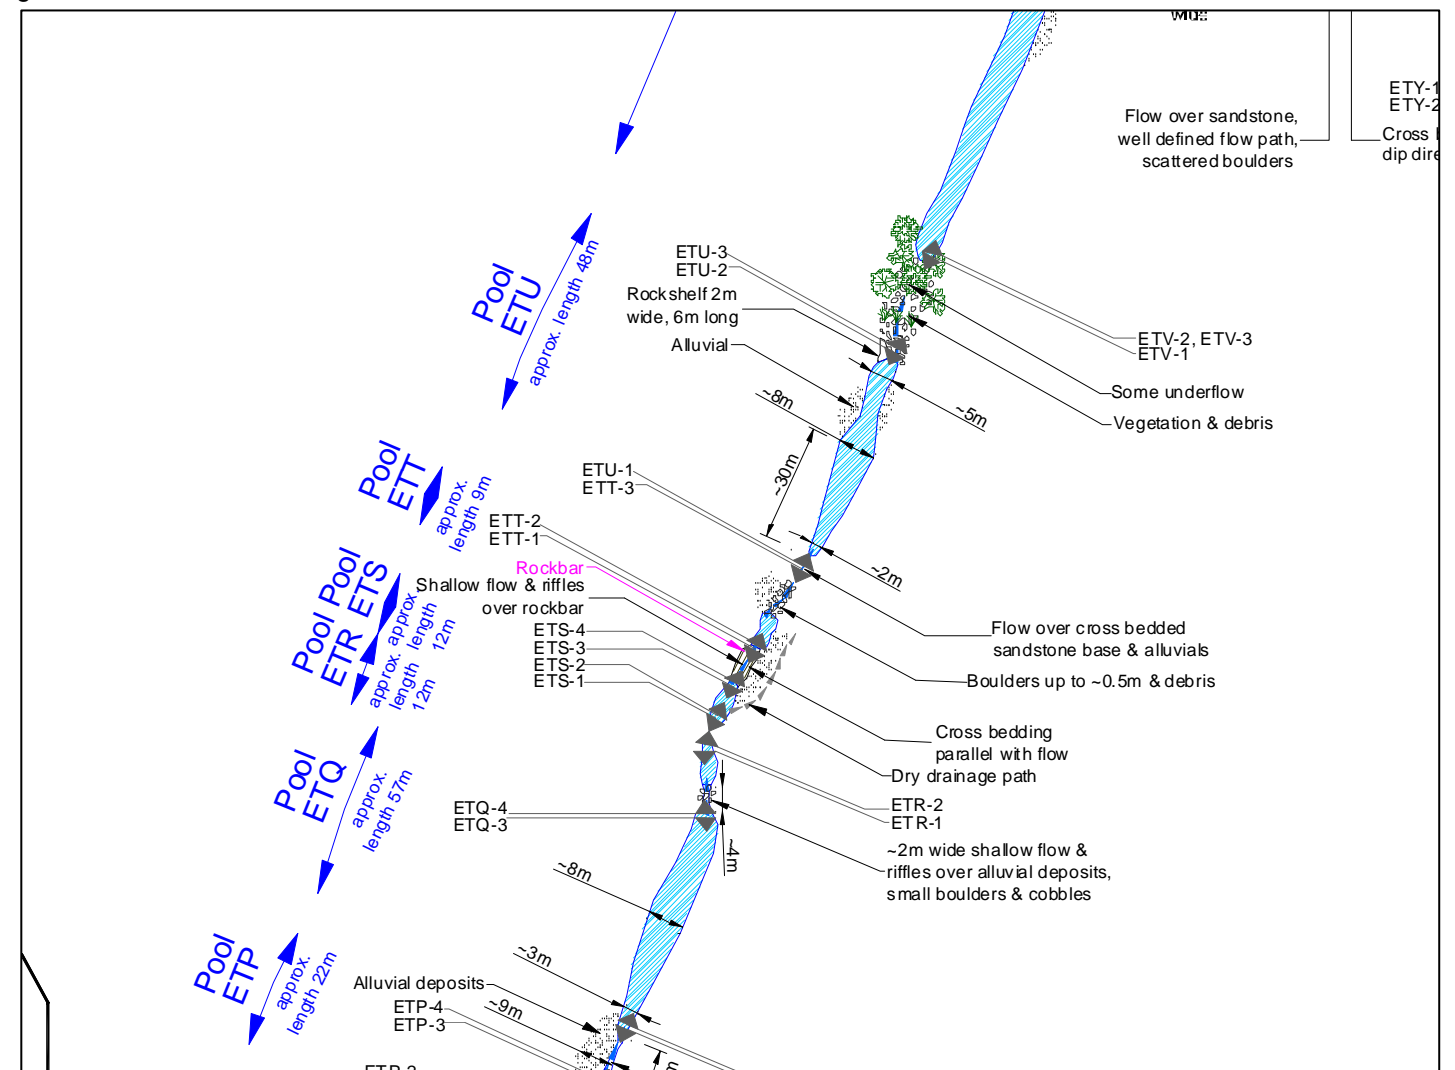 ETY-1
ETY-2
Flow over sandstone,
well defined flow path,
scattered boulders
Pool
ETU
approx. length 48m
ETU-3
ETU-2
Rockshelf 2m
wide, 6m long
Alluvial
ETV-2, ETV-3
ETV-1
Some underflow
Vegetation & debris
~8m
~5m
~30m
~2m
Pool
ETT
approx.
length 9m
ETU-1
ETT-3
ETT-2
ETT-1
Rockbar
Shallow flow & riffles
over rockbar
ETS-4
ETS-3
ETS-2
ETS-1
Pool
ETS
approx.
length
12m
Pool
ETR
approx.
length
12m
Flow over cross bedded
sandstone base & alluvials
Boulders up to ~0.5m & debris
Cross bedding
parallel with flow
Dry drainage path
ETR-2
ETR-1
~2m wide shallow flow &
riffles over alluvial deposits,
small boulders & cobbles
Pool
ETQ
approx.
length 57m
ETQ-4
ETQ-3
~4m
~8m
~3m
Pool
ETP
approx.
length 22m
Alluvial deposits
ETP-4
ETP-3
~9m